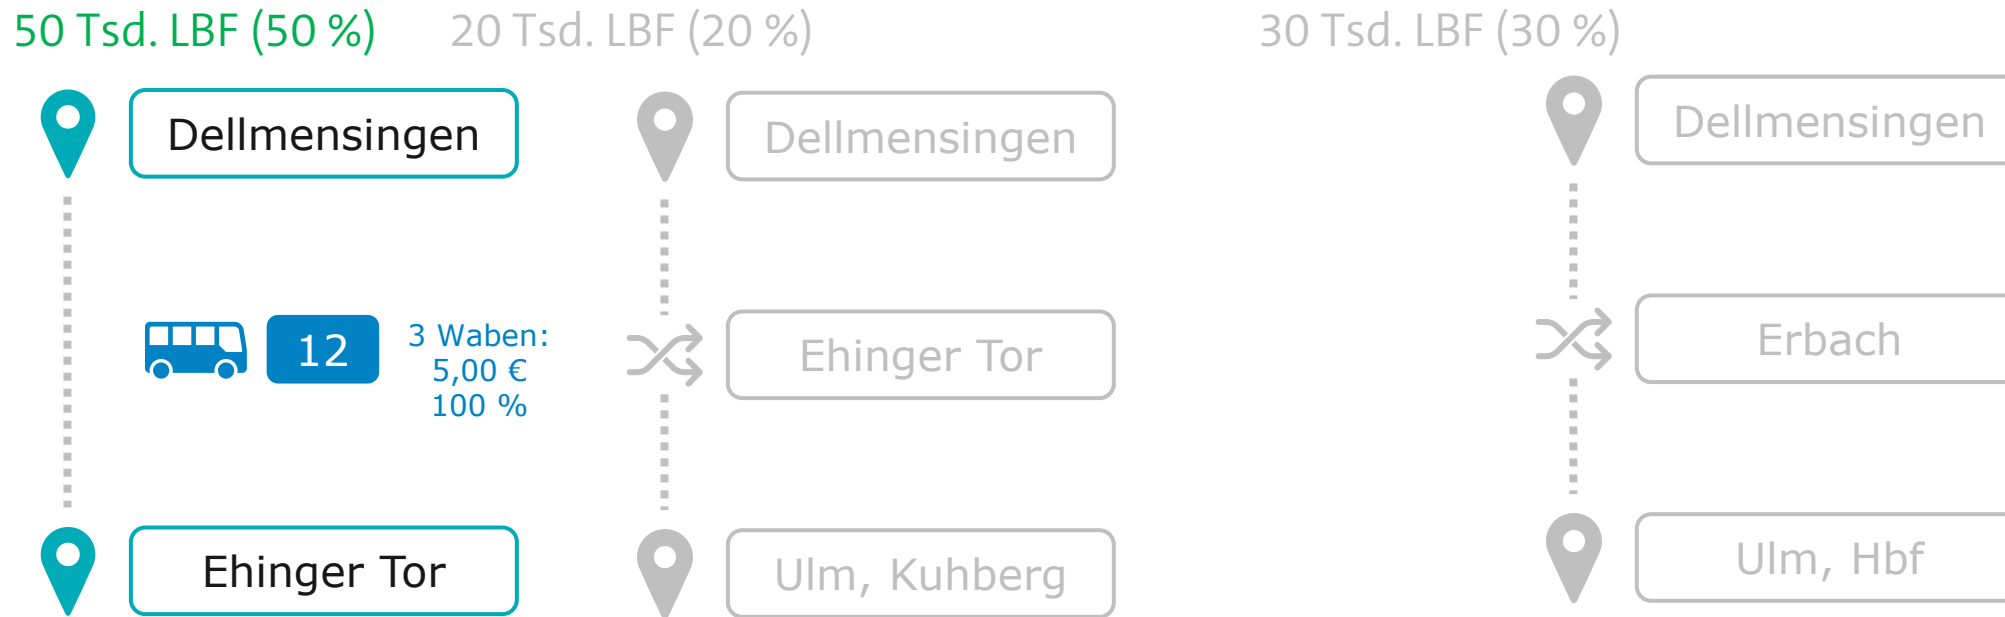 50 Tsd. LBF (50 %)
Dellmensingen
12
3 Waben:
5,00 €
100 %
Ehinger Tor
20 Tsd. LBF (20 %)
Dellmensingen
Ehinger Tor
Ulm, Kuhberg
30 Tsd. LBF (30 %)
Dellmensingen
Erbach
Ulm, Hbf